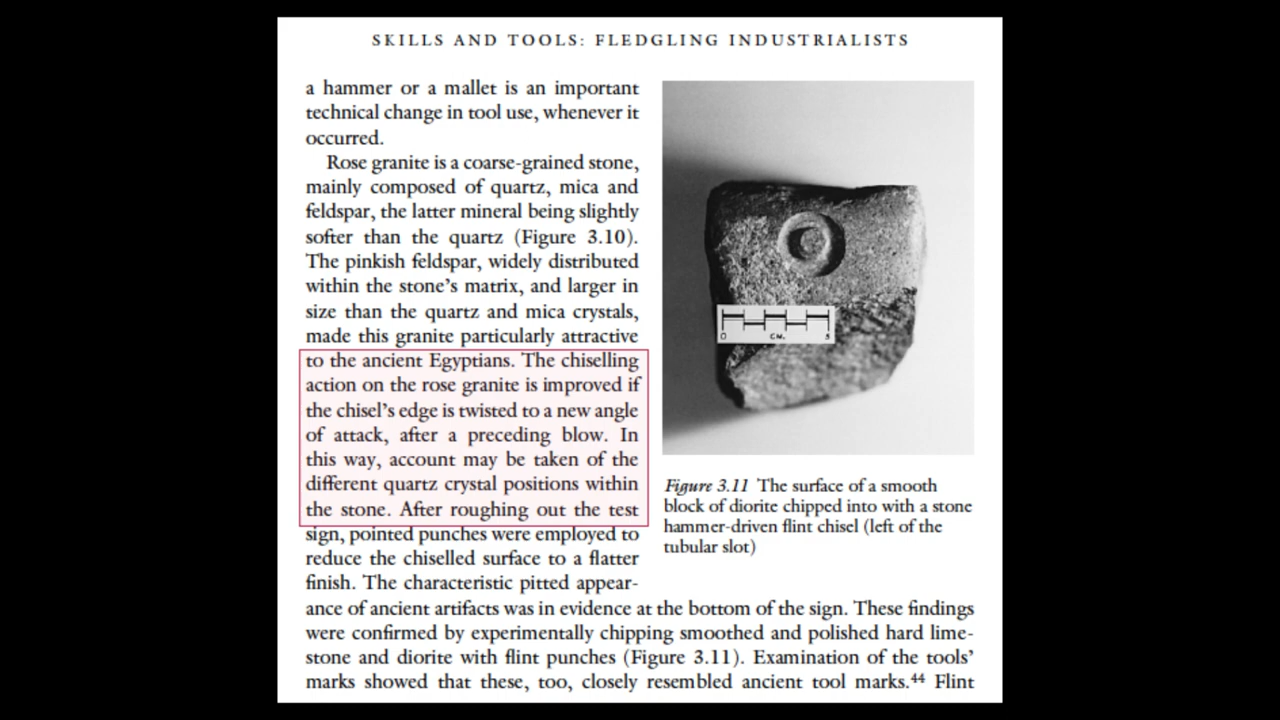 SKILLS AND TOOLS: FLEDGLING INDUSTRIALISTS
a hammer or a mallet is an important
technical change in tool use, whenever it
occurred.
Rose granite is a coarse-grained stone,
mainly composed of quartz, mica and
feldspar, the latter mineral being slightly
softer than the quartz (Figure 3.10).
The pinkish feldspar, widely distributed
within the stone's matrix, and larger in
size than the quartz and mica crystals,
made this granite particularly attractive
to the ancient Egyptians. The chiselling
action on the rose granite is improved if
the chisel's edge is twisted to a new angle
of attack, after a preceding blow. In
this way, account may be taken of the
different quartz crystal positions within
the stone. After roughing out the test
sign, pointed punches were employed to
reduce the chiselled surface to a flatter
finish. The characteristic pitted appear-
ance of ancient artifacts was in evidence at the bottom of the sign. These findings
were confirmed by experimentally chipping smoothed and polished hard lime-
stone and diorite with flint punches (Figure 3.11). Examination of the tools'
marks showed that these, too, closely resembled ancient tool marks.⁴⁴ Flint
0 CM. 5
Figure 3.11 The surface of a smooth
block of diorite chipped into with a stone
hammer-driven flint chisel (left of the
tubular slot)